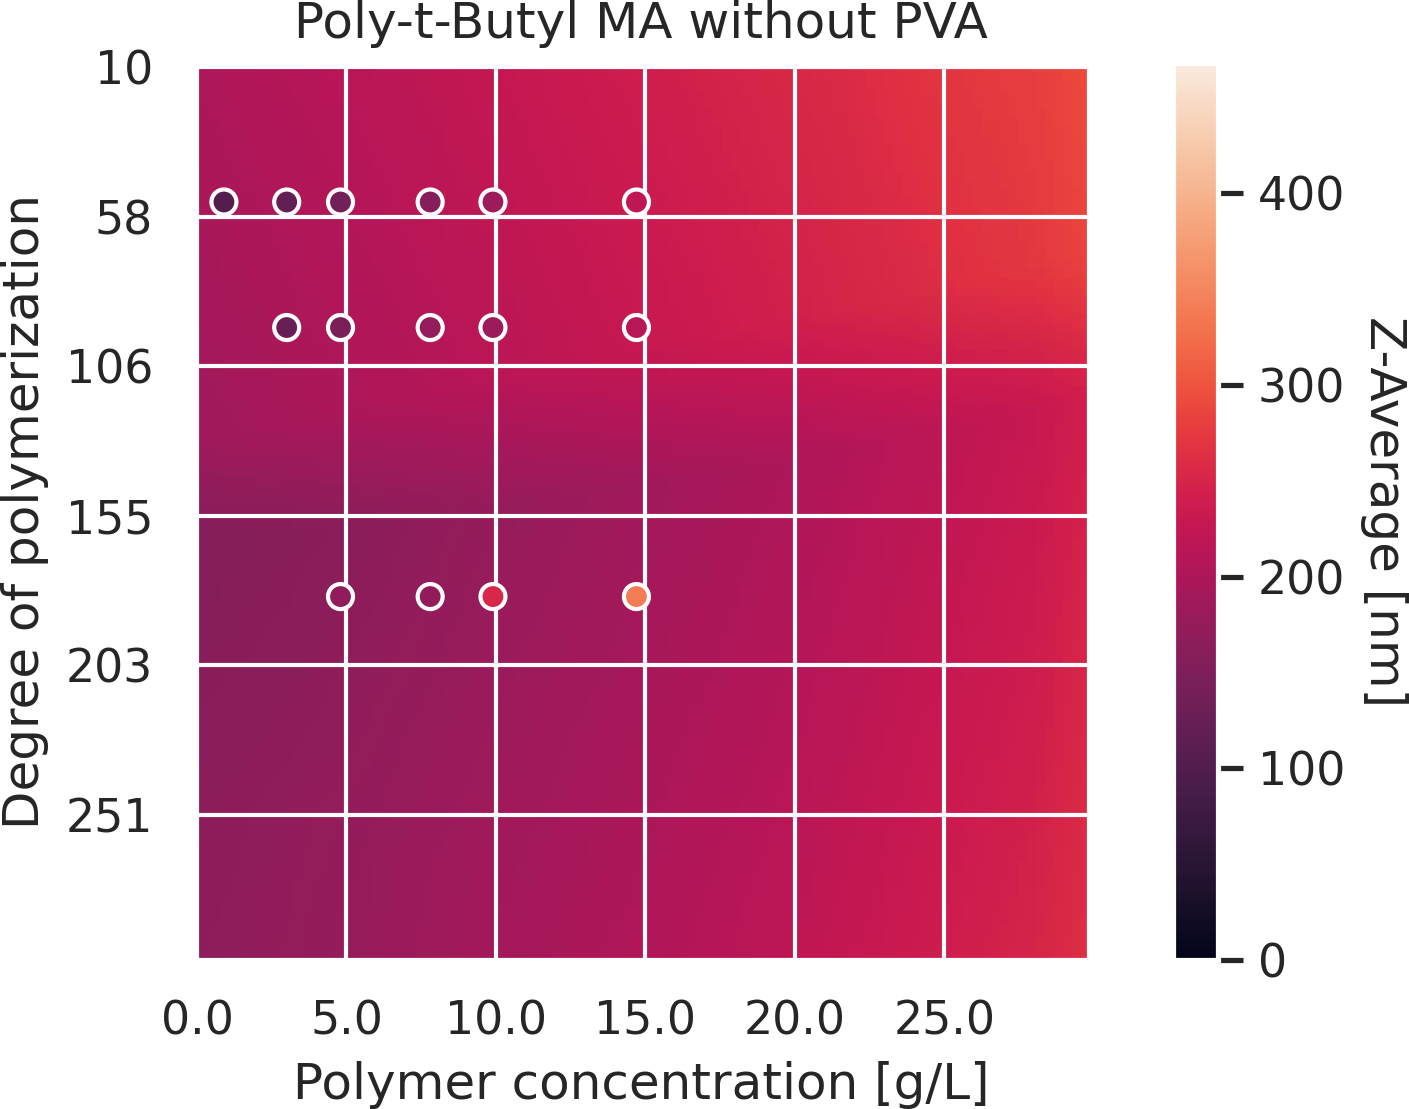 Poly-t-Butyl MA without PVA
Degree of polymerization
10
58
106
155
203
251
0.0 5.0 10.0 15.0 20.0 25.0
Polymer concentration [g/L]
400
300
200
100
0
Z-Average [nm]